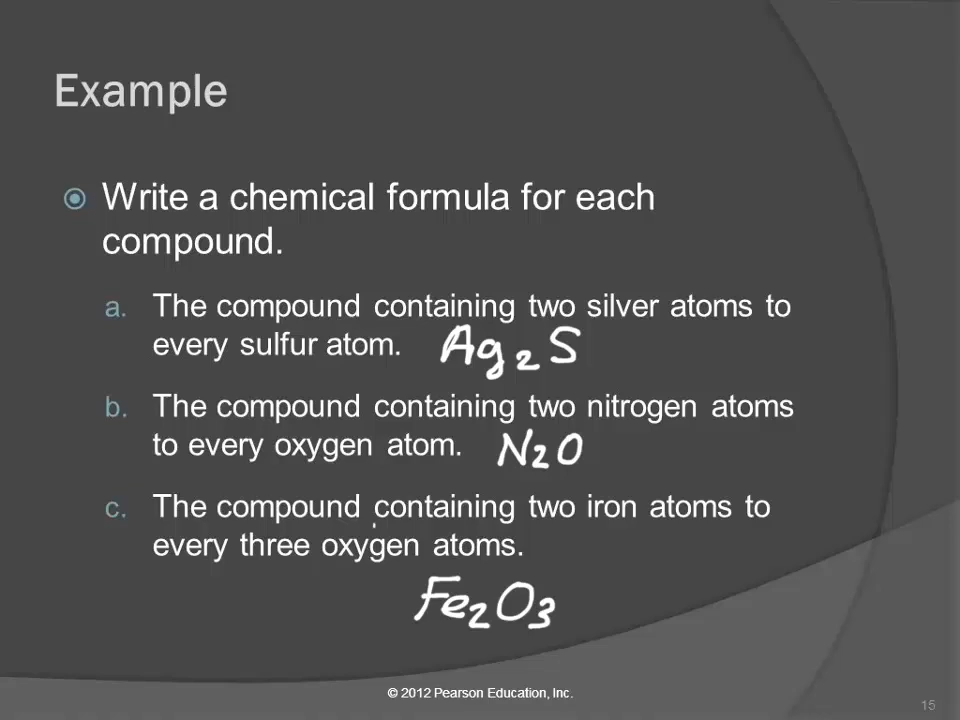 Example
Write a chemical formula for each
compound.
a. The compound containing two silver atoms to
every sulfur atom. Ag₂S
b. The compound containing two nitrogen atoms
to every oxygen atom. N₂O
c. The compound containing two iron atoms to
every three oxygen atoms.
Fe₂O₃
© 2012 Pearson Education, Inc.
15